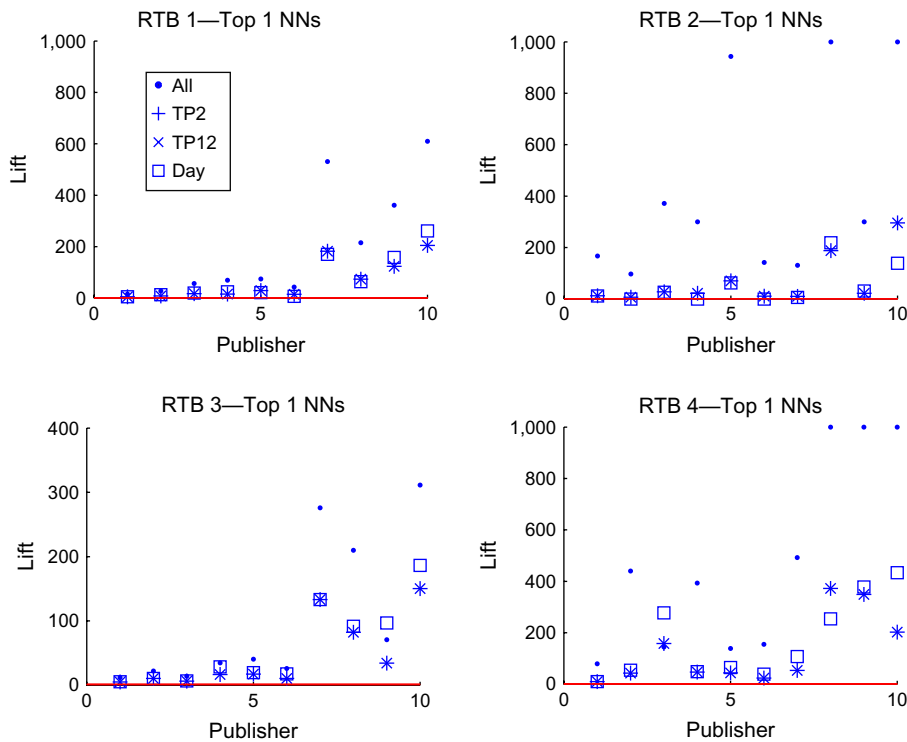 RTB 1—Top 1 NNs
1,000
800
600
400
200
0
0
5
10
Lift
Publisher
All
TP2
TP12
Day
RTB 2—Top 1 NNs
1,000
800
600
400
200
0
0
5
10
Lift
Publisher
RTB 3—Top 1 NNs
400
300
200
100
0
0
5
10
Lift
Publisher
RTB 4—Top 1 NNs
1,000
800
600
400
200
0
0
5
10
Lift
Publisher